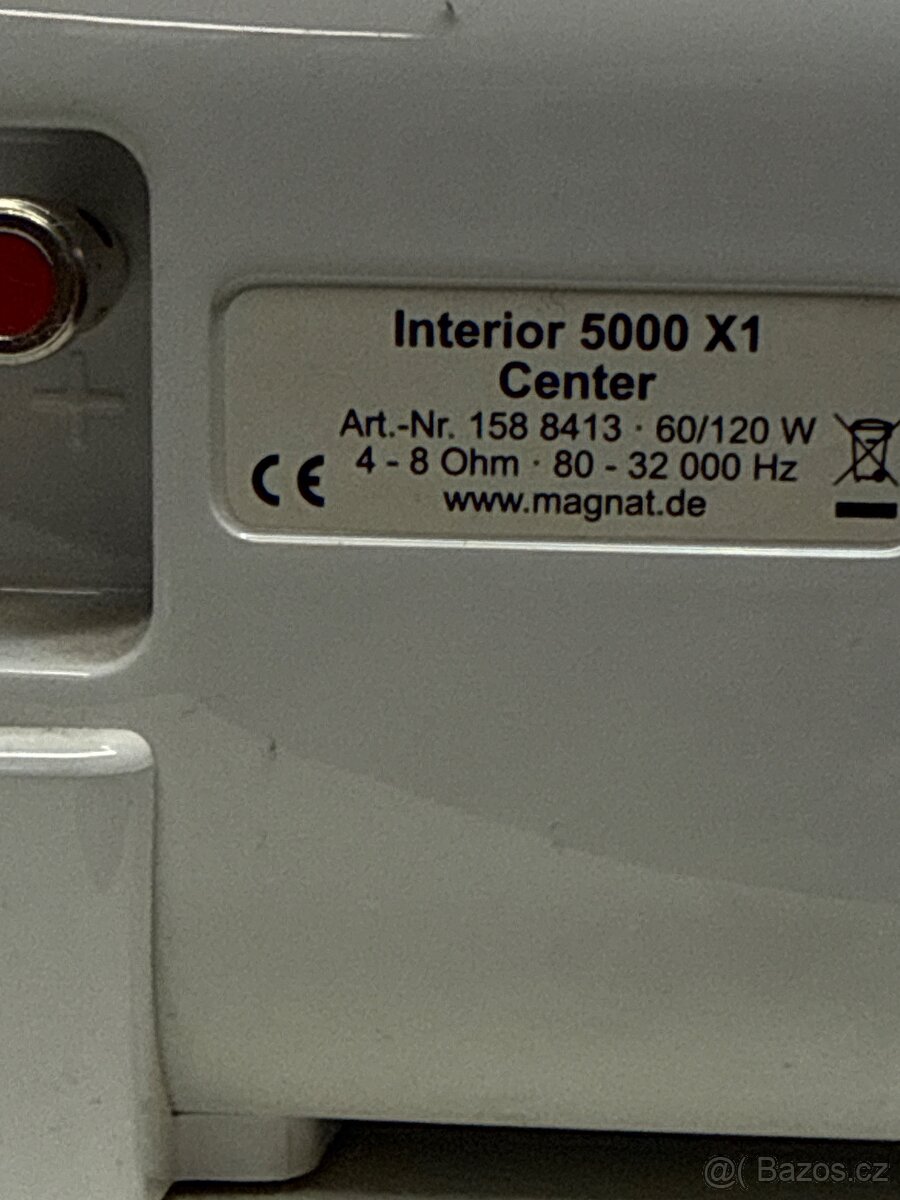 Interior 5000 X1
Center
Art.-Nr. 158 8413 · 60/120 W
CE 4 - 8 Ohm · 80 - 32 000 Hz
www.magnat.de
+
@( Bazos.cz